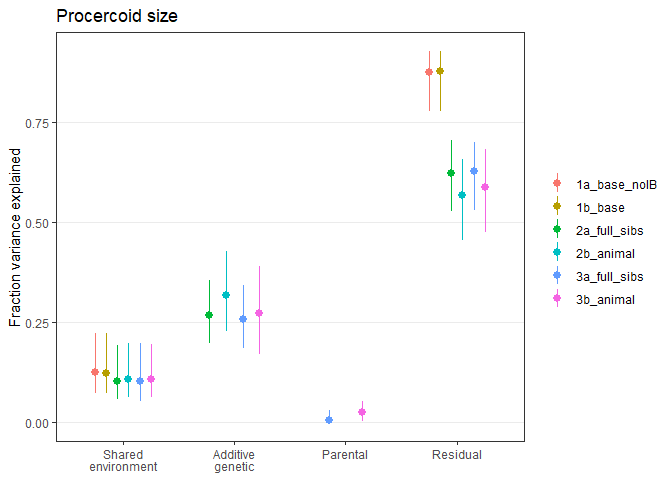 Procercoid size
Fraction variance explained
0.75
0.50
0.25
0.00
Shared
environment
Additive
genetic
Parental
Residual
1a_base_noIB
1b_base
2a_full_sibs
2b_animal
3a_full_sibs
3b_animal